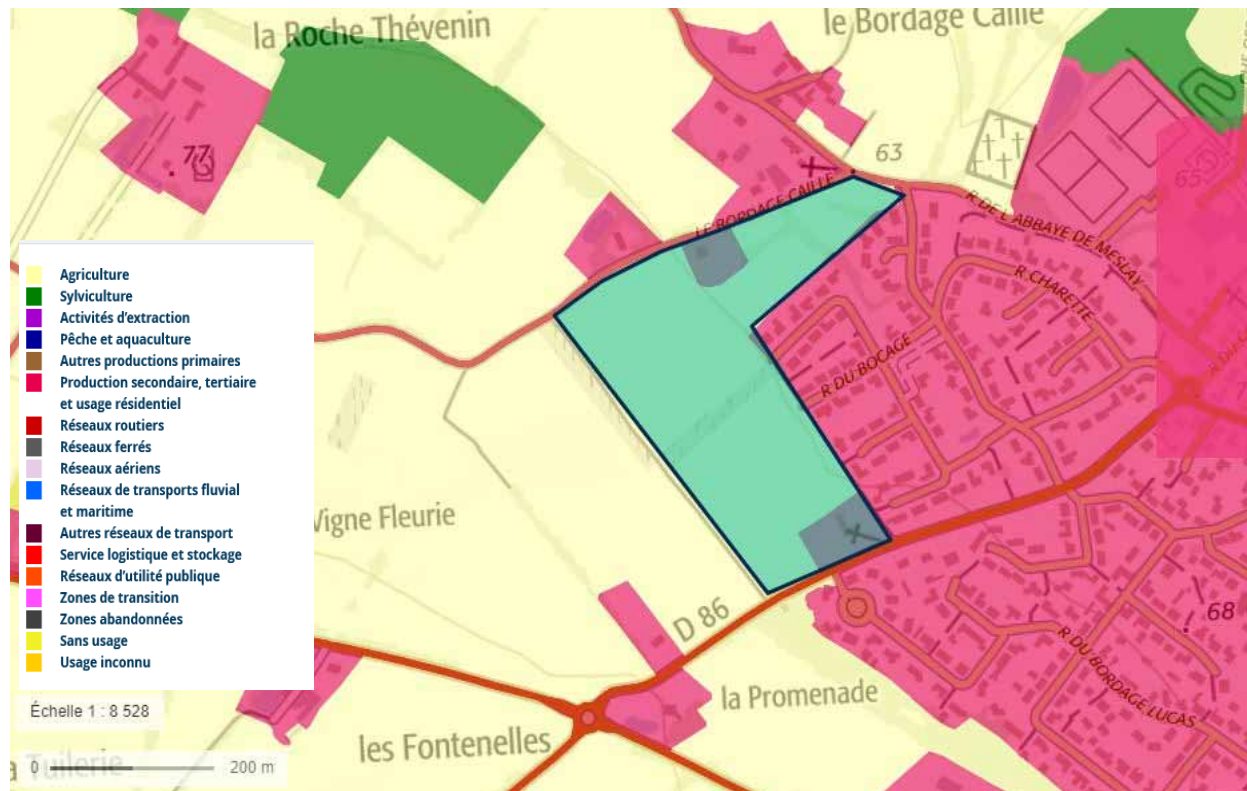 la Roche Thévenin
le Bordage Caillé
77
63
65
LE BORDAGE CAILLE
R DE L'ABBAYE DE MESLAY
R CHARETTE
R DU BOCAGE
Agriculture
Sylviculture
Activités d'extraction
Pêche et aquaculture
Autres productions primaires
Production secondaire, tertiaire
et usage résidentiel
Réseaux routiers
Réseaux ferrés
Réseaux aériens
Réseaux de transports fluvial
et maritime
Autres réseaux de transport
Service logistique et stockage
Réseaux d'utilité publique
Zones de transition
Zones abandonnées
Sans usage
Usage inconnu
Vigne Fleurie
D 86
68
R DU BORDAGE LUCAS
la Promenade
les Fontenelles
Échelle 1 : 8 528
a Tuilerie
0 200 m